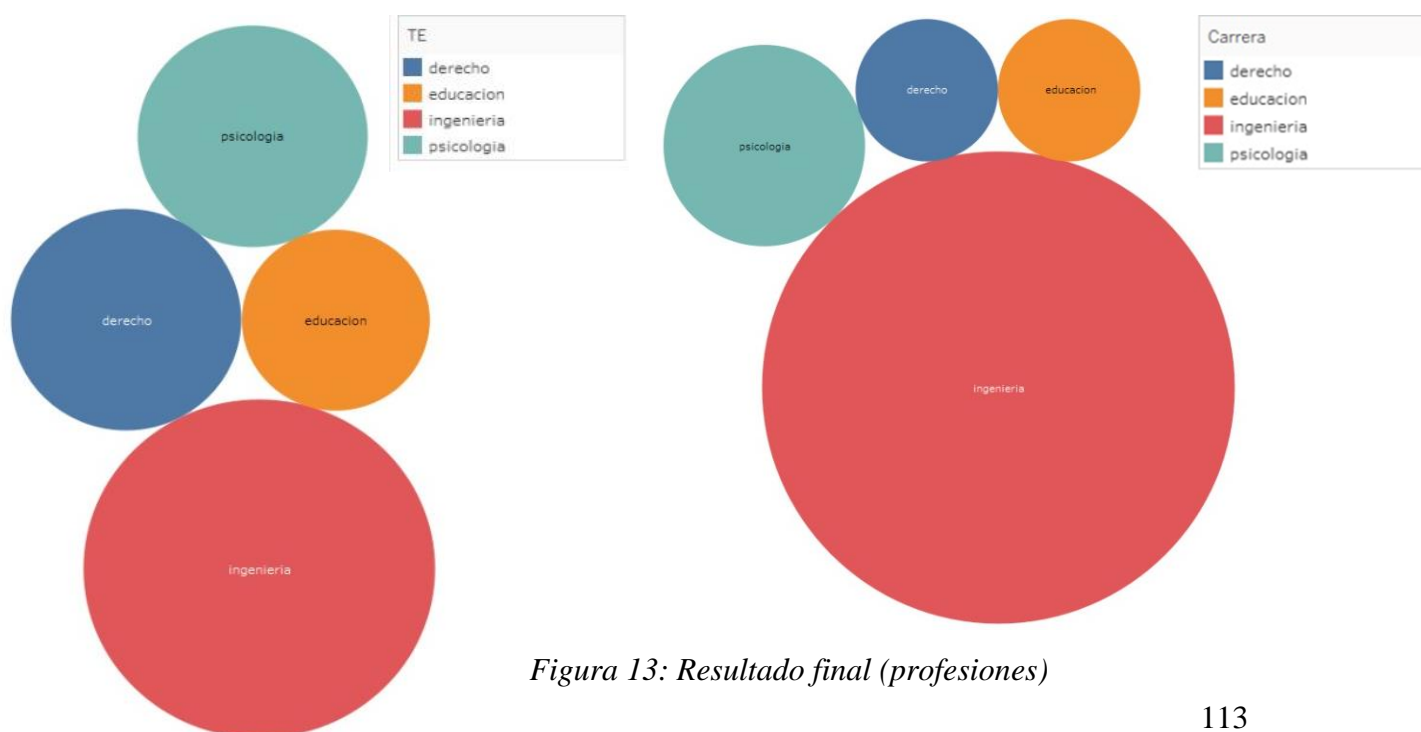 TE
derecho
educacion
ingenieria
psicologia
psicologia
derecho
educacion
ingenieria
Carrera
derecho
educacion
ingenieria
psicologia
psicologia
derecho
educacion
ingenieria
Figura 13: Resultado final (profesiones)
113